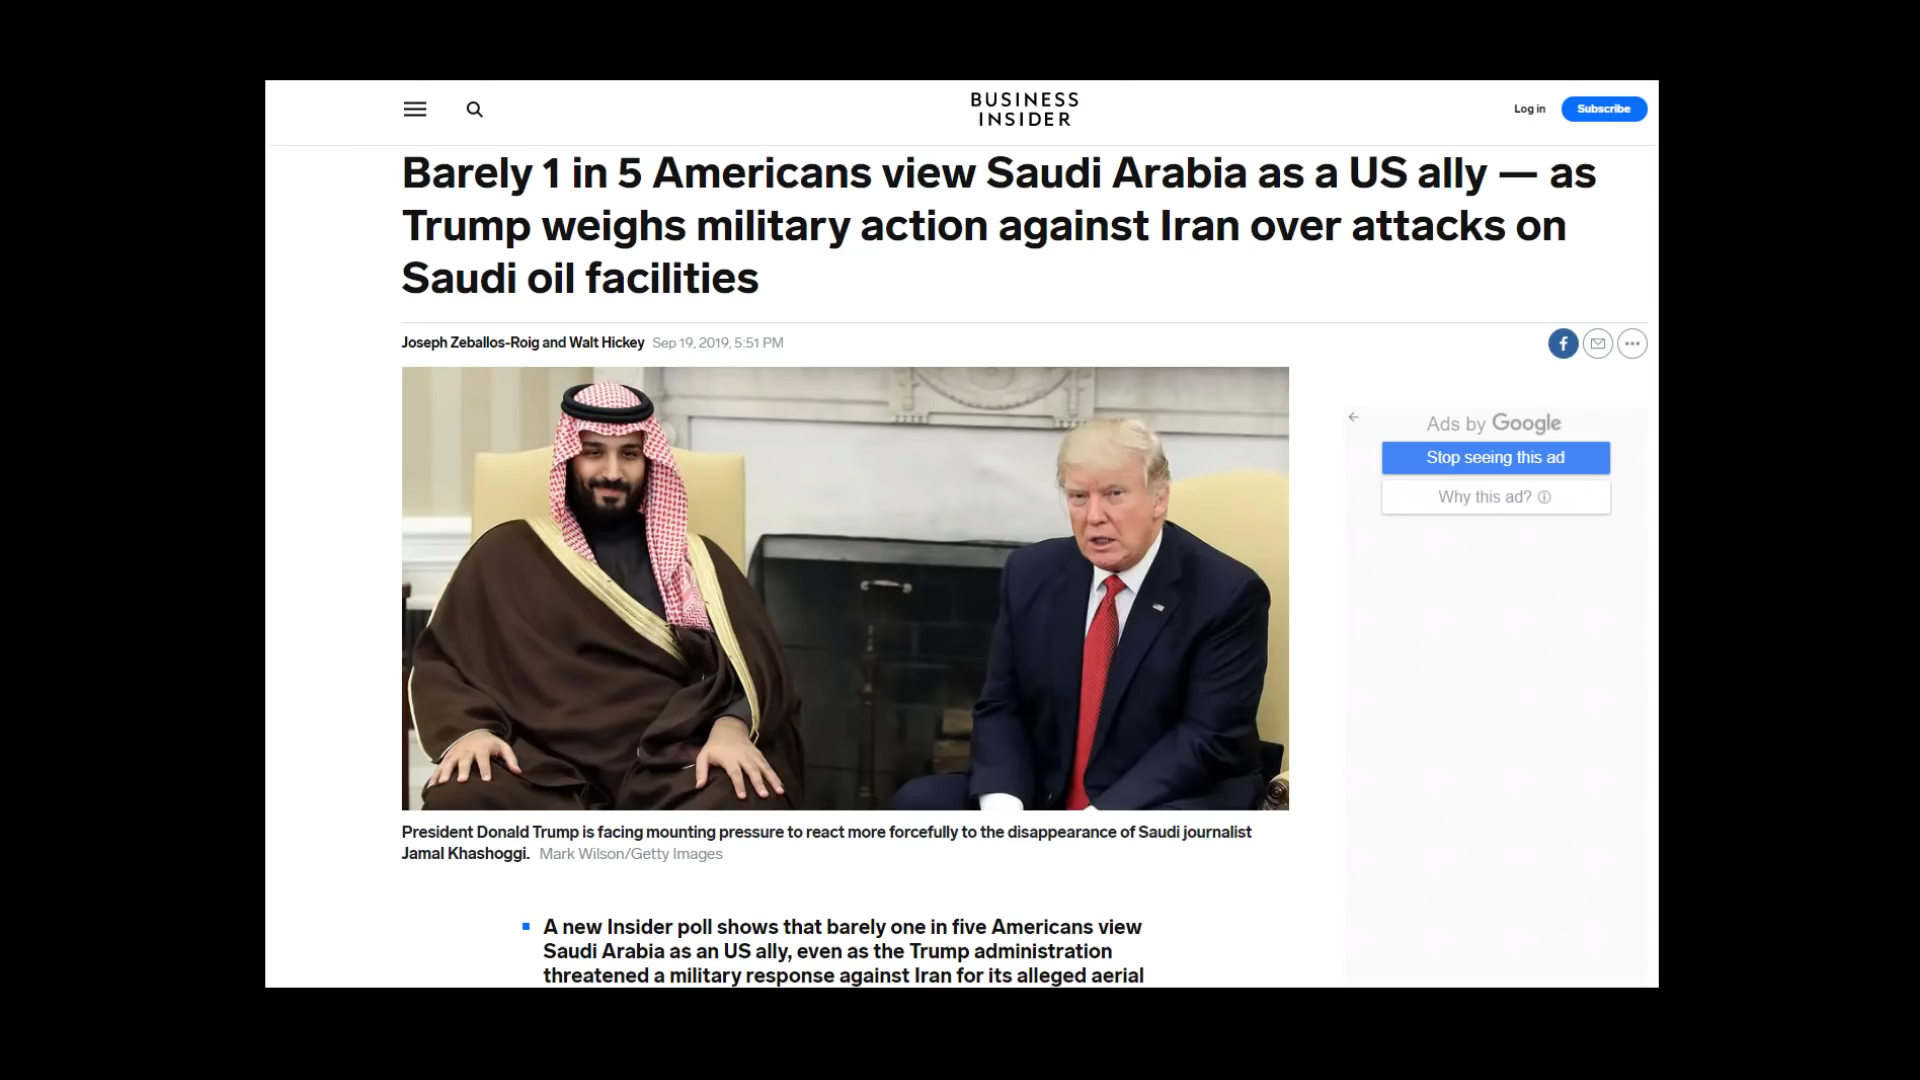 BUSINESS
INSIDER
Log in
Subscribe
Barely 1 in 5 Americans view Saudi Arabia as a US ally — as
Trump weighs military action against Iran over attacks on
Saudi oil facilities
Joseph Zeballos-Roig and Walt Hickey Sep 19, 2019, 5:51 PM
Ads by Google
Stop seeing this ad
Why this ad?
President Donald Trump is facing mounting pressure to react more forcefully to the disappearance of Saudi journalist
Jamal Khashoggi. Mark Wilson/Getty Images
A new Insider poll shows that barely one in five Americans view
Saudi Arabia as an US ally, even as the Trump administration
threatened a military response against Iran for its alleged aerial